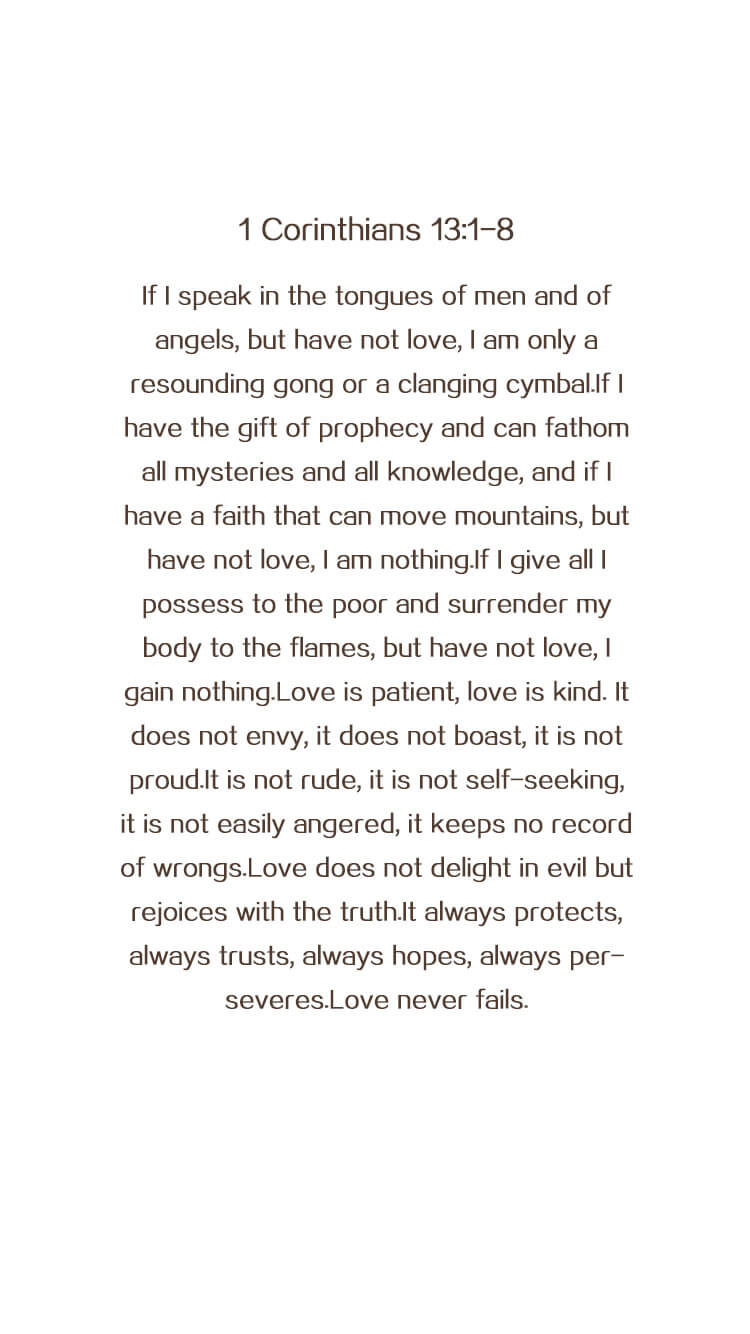 1 Corinthians 13:1-8
If I speak in the tongues of men and of
angels, but have not love, I am only a
resounding gong or a clanging cymbal.If I
have the gift of prophecy and can fathom
all mysteries and all knowledge, and if I
have a faith that can move mountains, but
have not love, I am nothing.If I give all I
possess to the poor and surrender my
body to the flames, but have not love, I
gain nothing.Love is patient, love is kind. It
does not envy, it does not boast, it is not
proud.It is not rude, it is not self-seeking,
it is not easily angered, it keeps no record
of wrongs.Love does not delight in evil but
rejoices with the truth.It always protects,
always trusts, always hopes, always per-
severes.Love never fails.